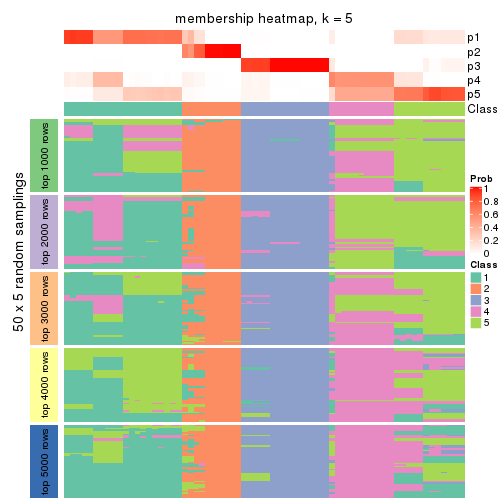 membership heatmap, k = 5
p1
p2
p3
p4
p5
Class
50 x 5 random samplings
top 1000 rows
top 2000 rows
top 3000 rows
top 4000 rows
top 5000 rows
Prob
1
0.8
0.6
0.4
0.2
0
Class
1
2
3
4
5